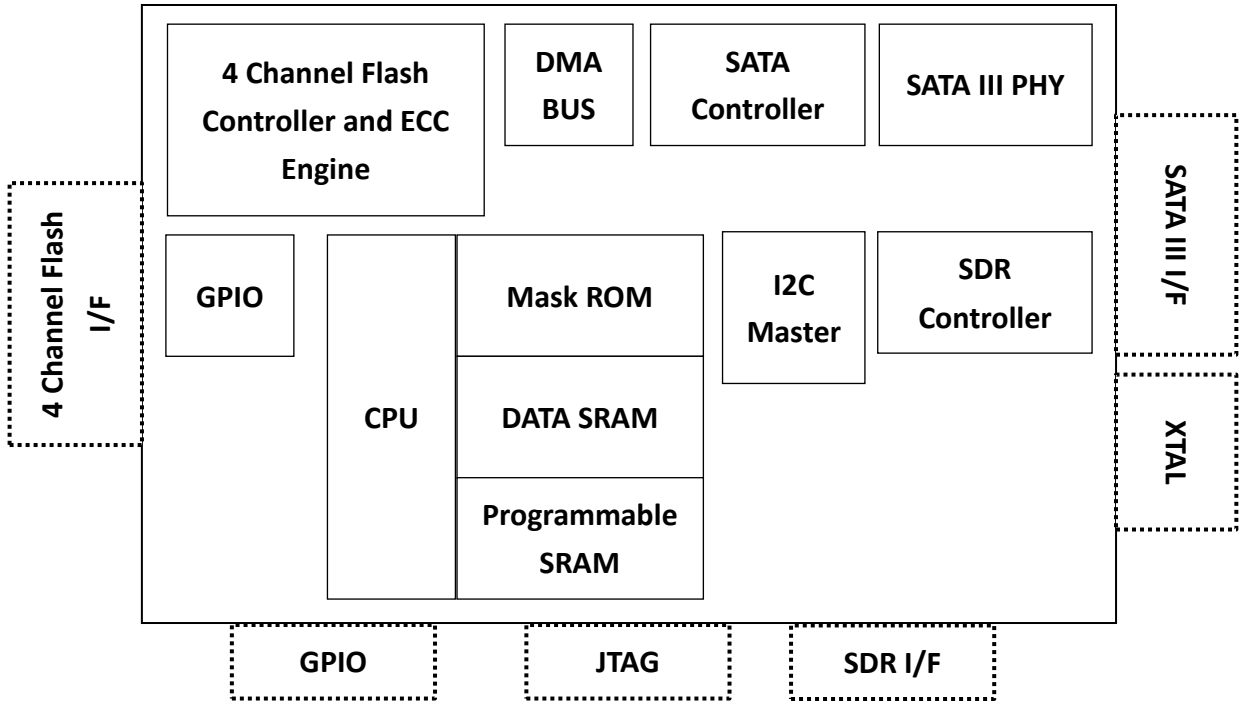 4 Channel Flash
Controller and ECC
Engine
DMA
BUS
SATA
Controller
SATA III PHY
4 Channel Flash
I/F
SATA III I/F
GPIO
CPU
Mask ROM
DATA SRAM
Programmable
SRAM
I2C
Master
SDR
Controller
XTAL
GPIO
JTAG
SDR I/F